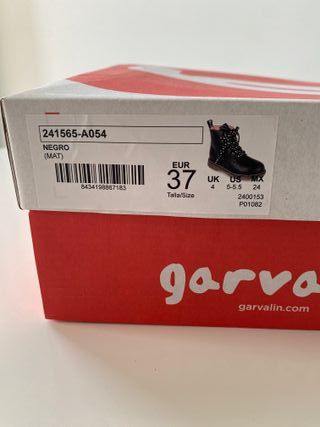 241565-A054
NEGRO
(MAT)
8434198867183
EUR
37
Talla/Size
UK US MX
4 5-5.5 24
2400153
P01082
garva
garvalin.com